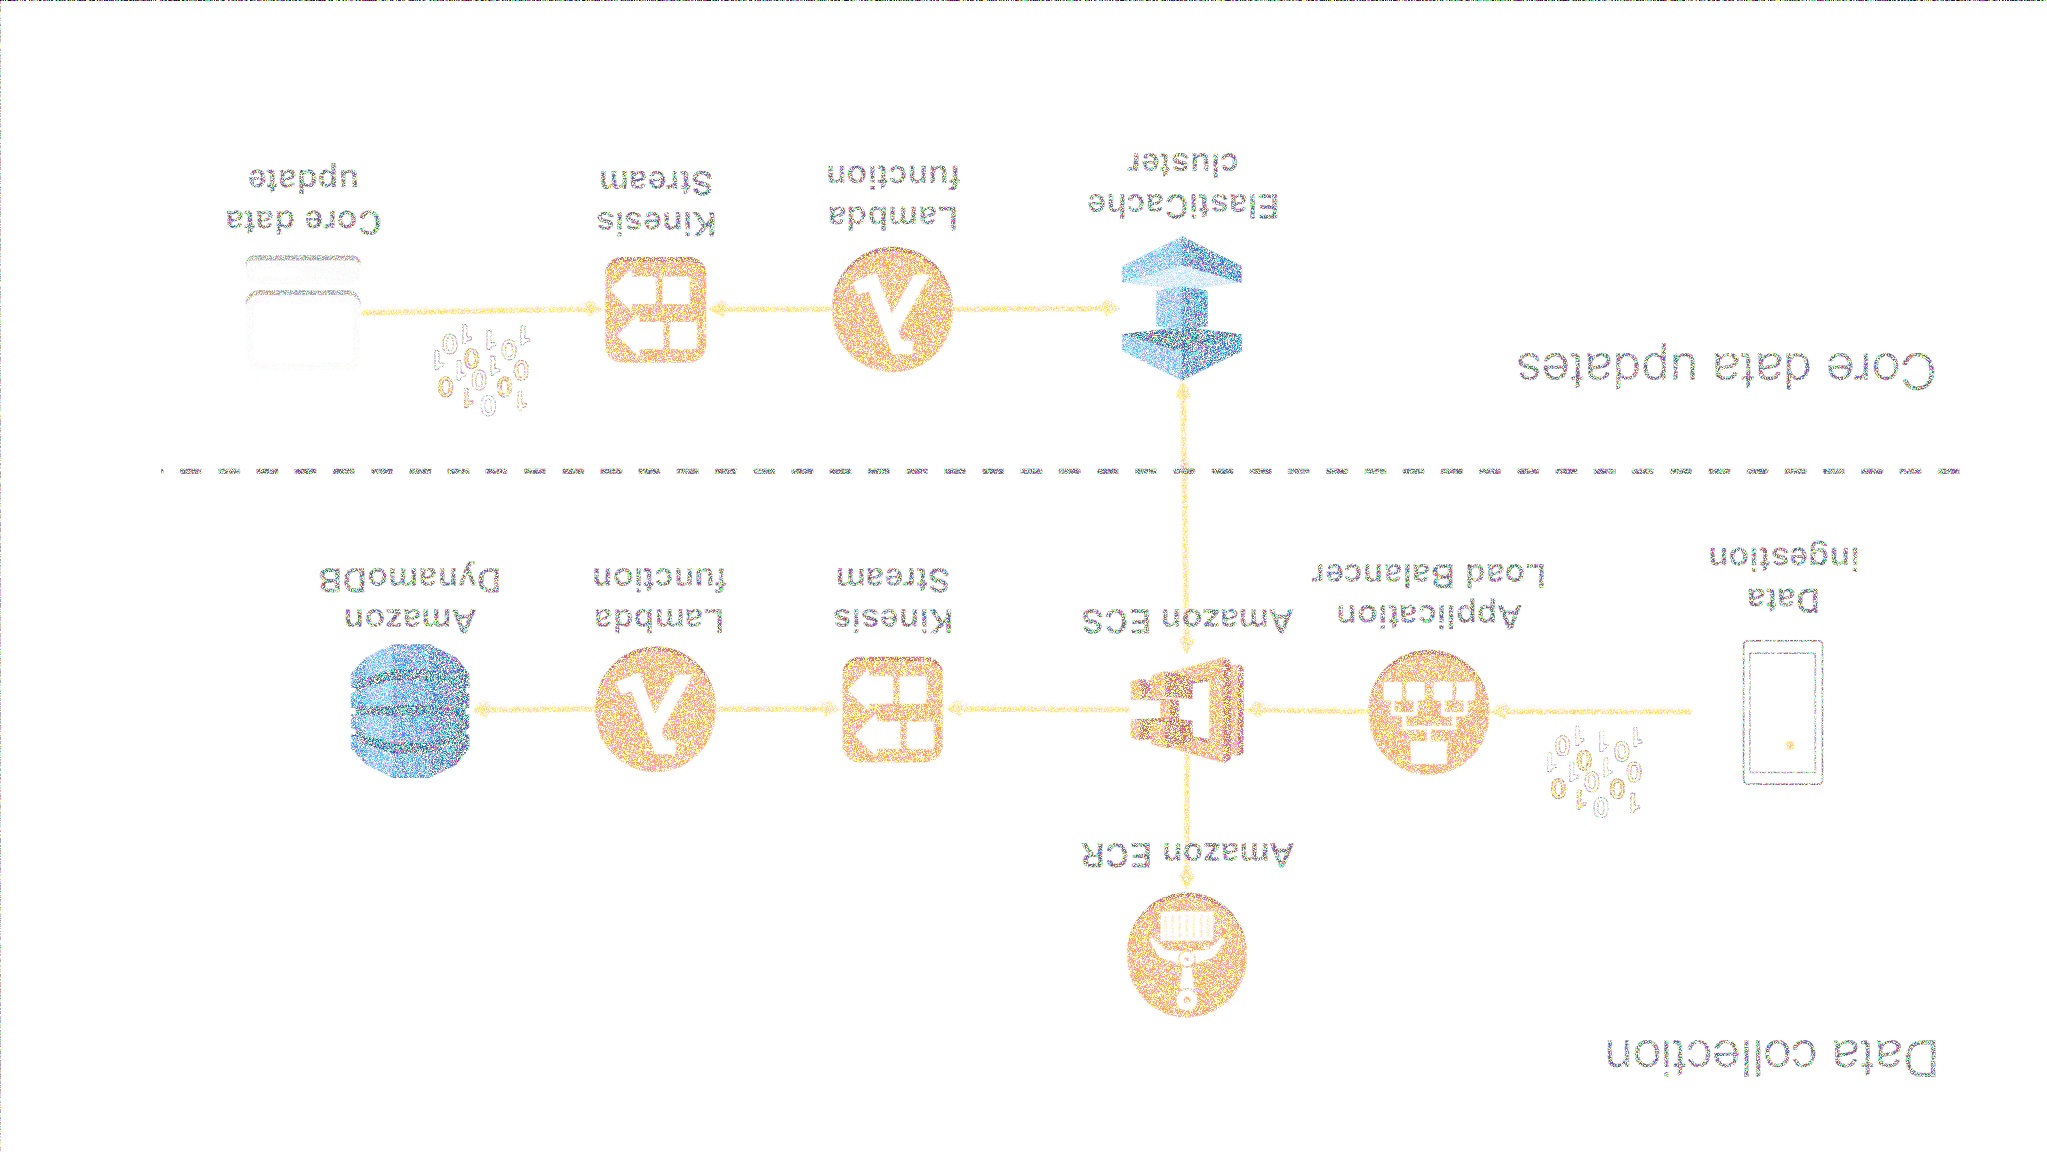 Data collection
Amazon ECR
Data
ingestion
Application
Load Balancer
Amazon ECS
Kinesis
Stream
Lambda
function
Amazon
DynamoDB
Core data updates
ElastiCache
cluster
Lambda
function
Kinesis
Stream
Core data
update